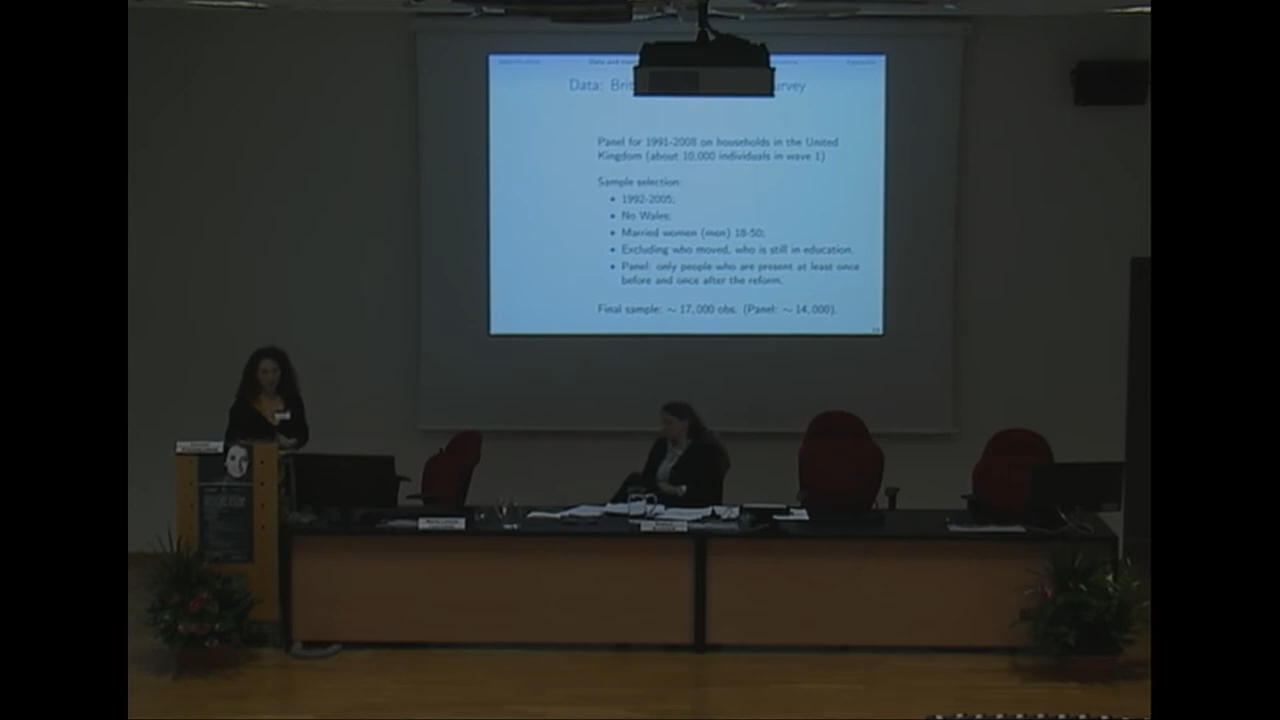 Data: Bri urvey
Panel for 1991-2008 on households in the United
Kingdom (about 10,000 individuals in wave 1)
Sample selection:
• 1992-2005;
• No Wales;
• Married women (men) 18-50;
• Excluding who moved, who is still in education.
• Panel: only people who are present at least once
before and once after the reform.
Final sample: ∼ 17,000 obs. (Panel: ∼ 14,000).